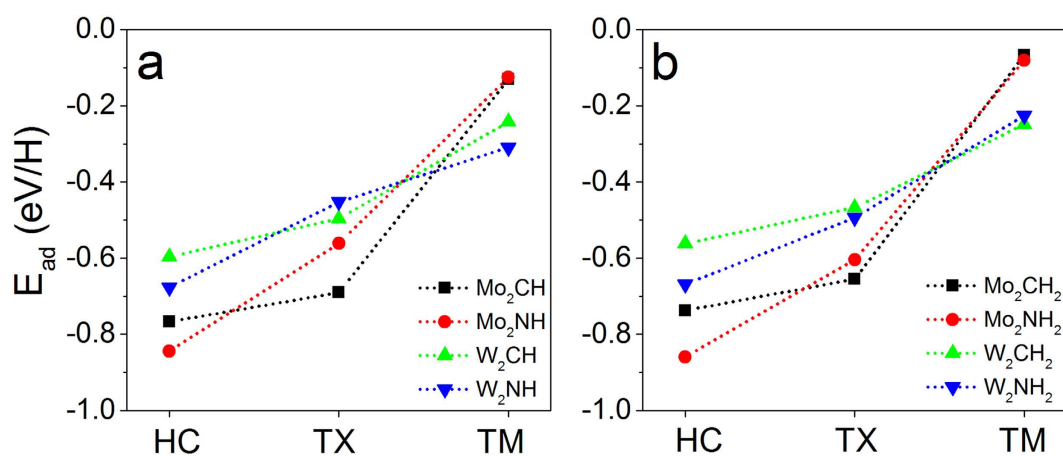 E_ad (eV/H)
a
0.0
-0.2
-0.4
-0.6
-0.8
-1.0
HC TX TM
Mo₂CH
Mo₂NH
W₂CH
W₂NH
b
0.0
-0.2
-0.4
-0.6
-0.8
-1.0
HC TX TM
Mo₂CH₂
Mo₂NH₂
W₂CH₂
W₂NH₂